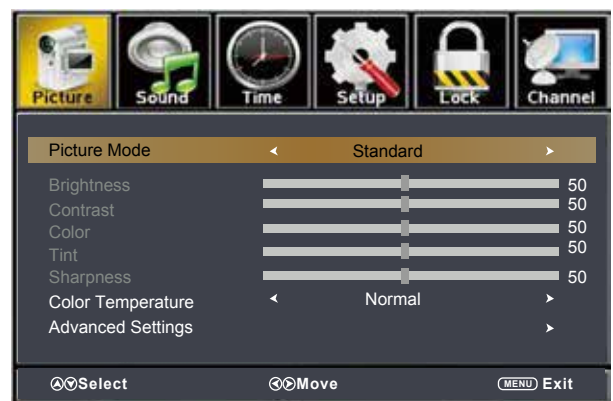 Picture Sound Time Setup Lock Channel
Picture Mode Standard
Brightness 50
Contrast 50
Color 50
Tint 50
Sharpness 50
Color Temperature Normal
Advanced Settings
Select Move MENU Exit